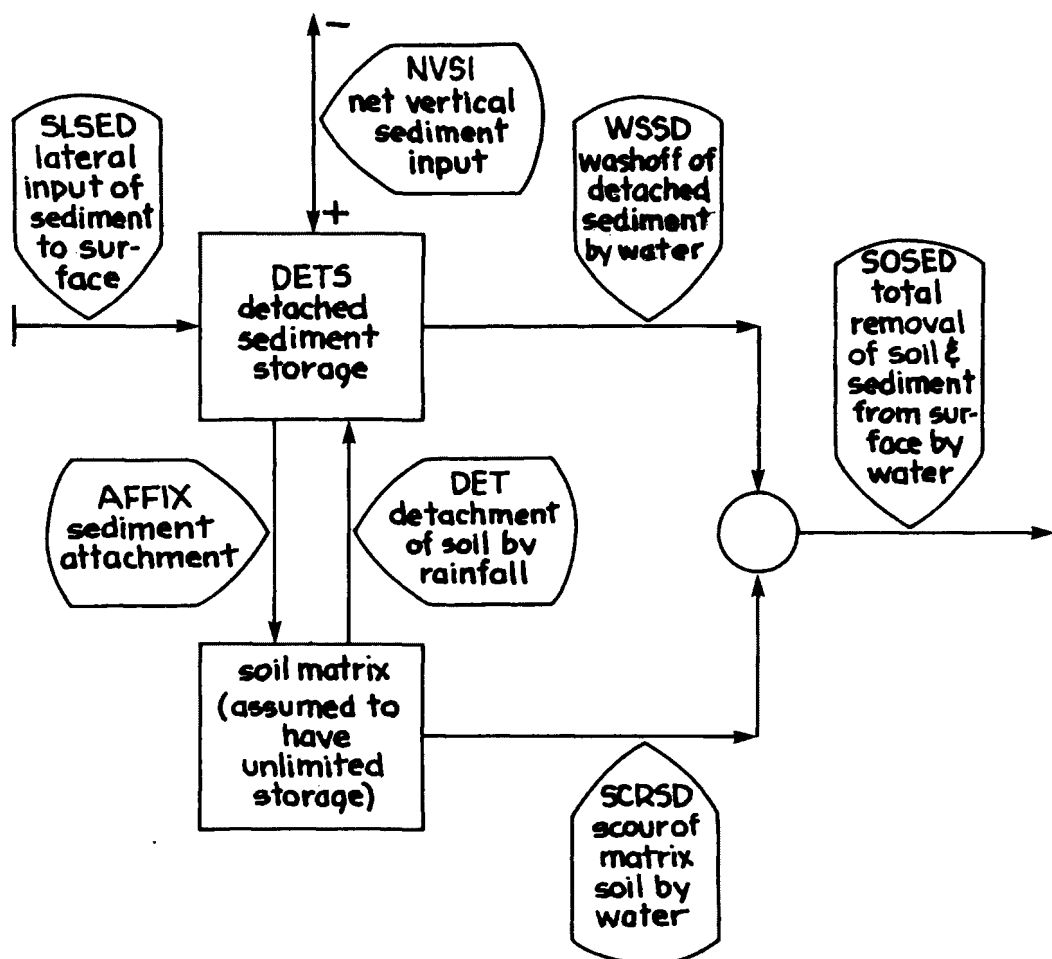 −
NVSI
net vertical
sediment
input
+
SLSED
lateral
input of
sediment
to sur-
face
DETS
detached
sediment
storage
WSSD
washoff of
detached
sediment
by water
SOSED
total
removal
of soil &
sediment
from sur-
face by
water
AFFIX
sediment
attachment
DET
detachment
of soil by
rainfall
soil matrix
(assumed to
have
unlimited
storage)
SCRSD
scour of
matrix
soil by
water